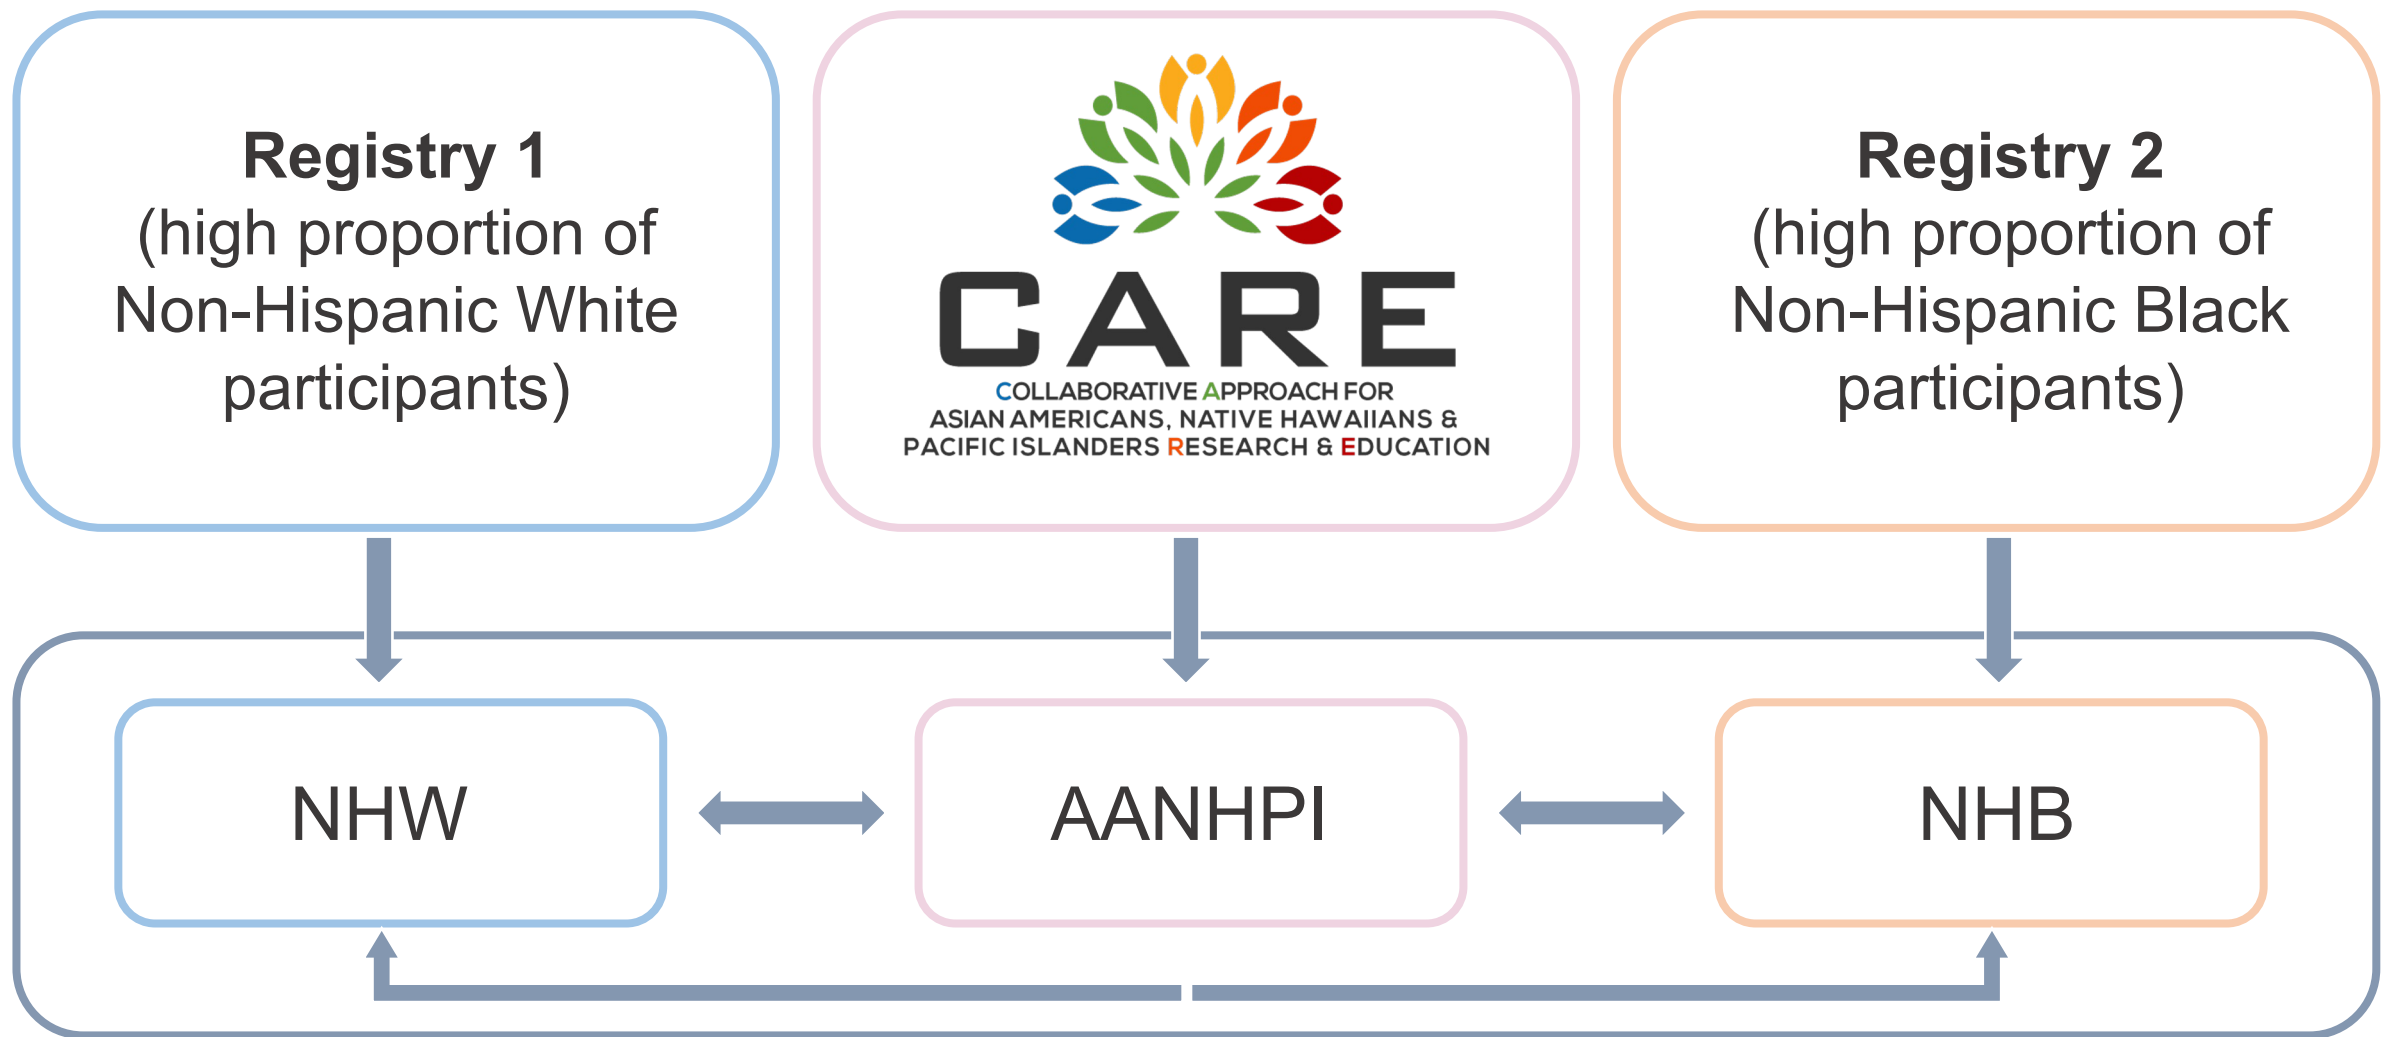 Registry 1
(high proportion of
Non-Hispanic White
participants)
CARE
COLLABORATIVE APPROACH FOR
ASIAN AMERICANS, NATIVE HAWAIIANS &
PACIFIC ISLANDERS RESEARCH & EDUCATION
Registry 2
(high proportion of
Non-Hispanic Black
participants)
NHW
AANHPI
NHB